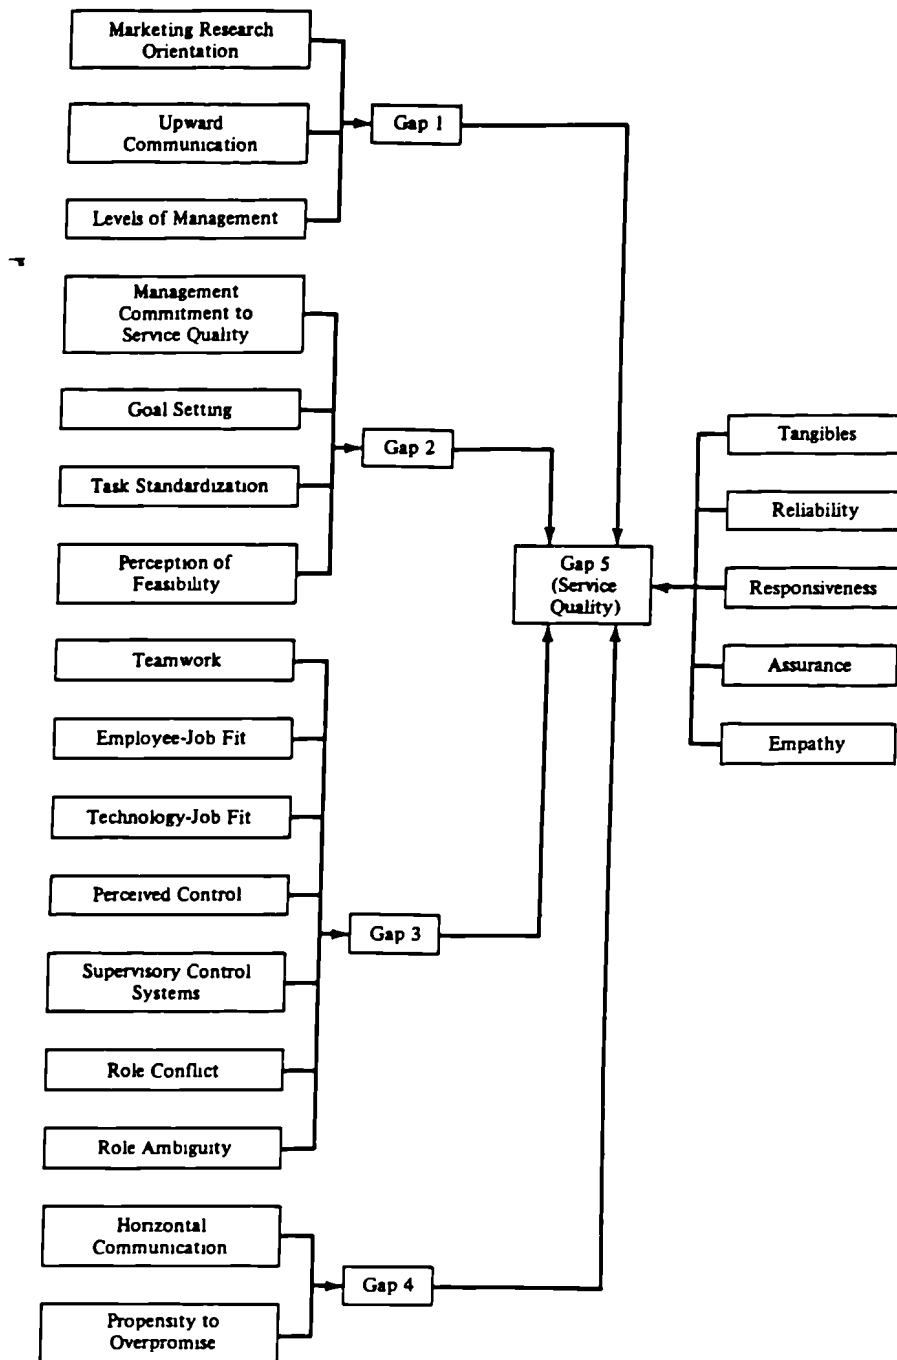 Marketing Research
Orientation
Upward
Communication
Levels of Management
Gap 1
Management
Commitment to
Service Quality
Goal Setting
Task Standardization
Perception of
Feasibility
Gap 2
Teamwork
Employee-Job Fit
Technology-Job Fit
Perceived Control
Supervisory Control
Systems
Role Conflict
Role Ambiguity
Gap 3
Horizontal
Communication
Propensity to
Overpromise
Gap 4
Gap 5
(Service
Quality)
Tangibles
Reliability
Responsiveness
Assurance
Empathy